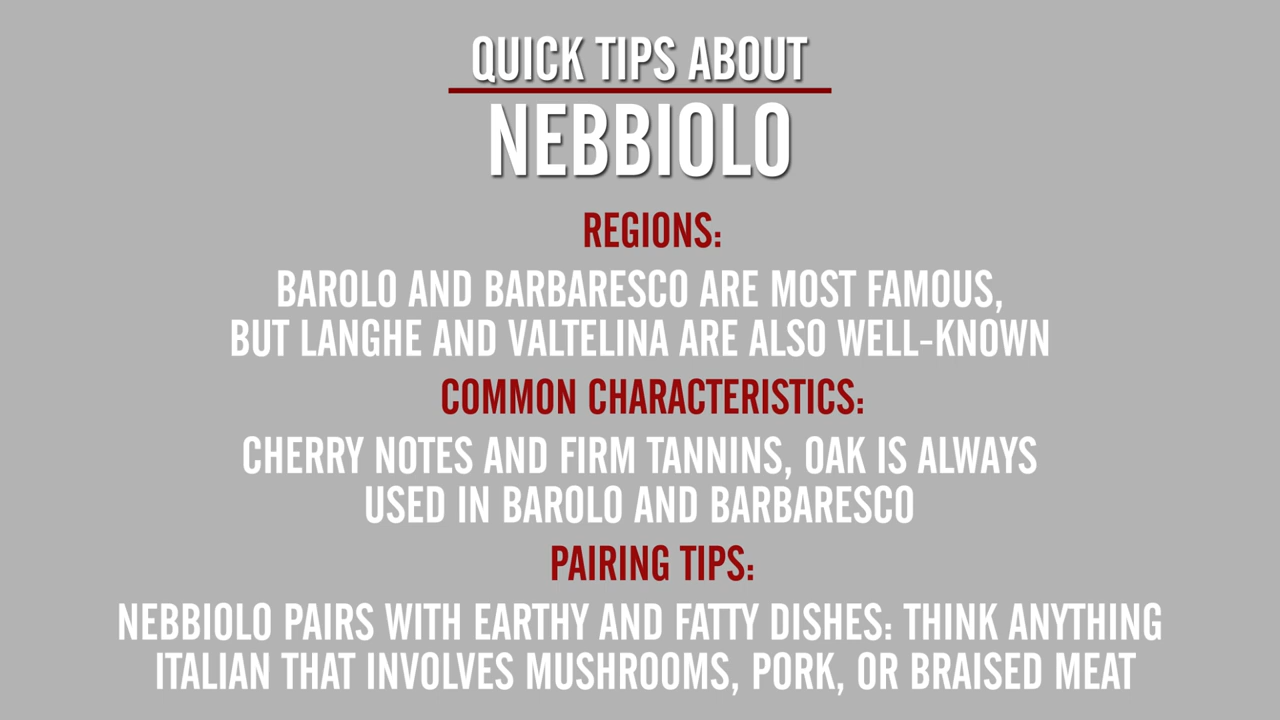 QUICK TIPS ABOUT
NEBBIOLO
REGIONS:
BAROLO AND BARBARESCO ARE MOST FAMOUS,
BUT LANGHE AND VALTELINA ARE ALSO WELL-KNOWN
COMMON CHARACTERISTICS:
CHERRY NOTES AND FIRM TANNINS, OAK IS ALWAYS
USED IN BAROLO AND BARBARESCO
PAIRING TIPS:
NEBBIOLO PAIRS WITH EARTHY AND FATTY DISHES: THINK ANYTHING
ITALIAN THAT INVOLVES MUSHROOMS, PORK, OR BRAISED MEAT